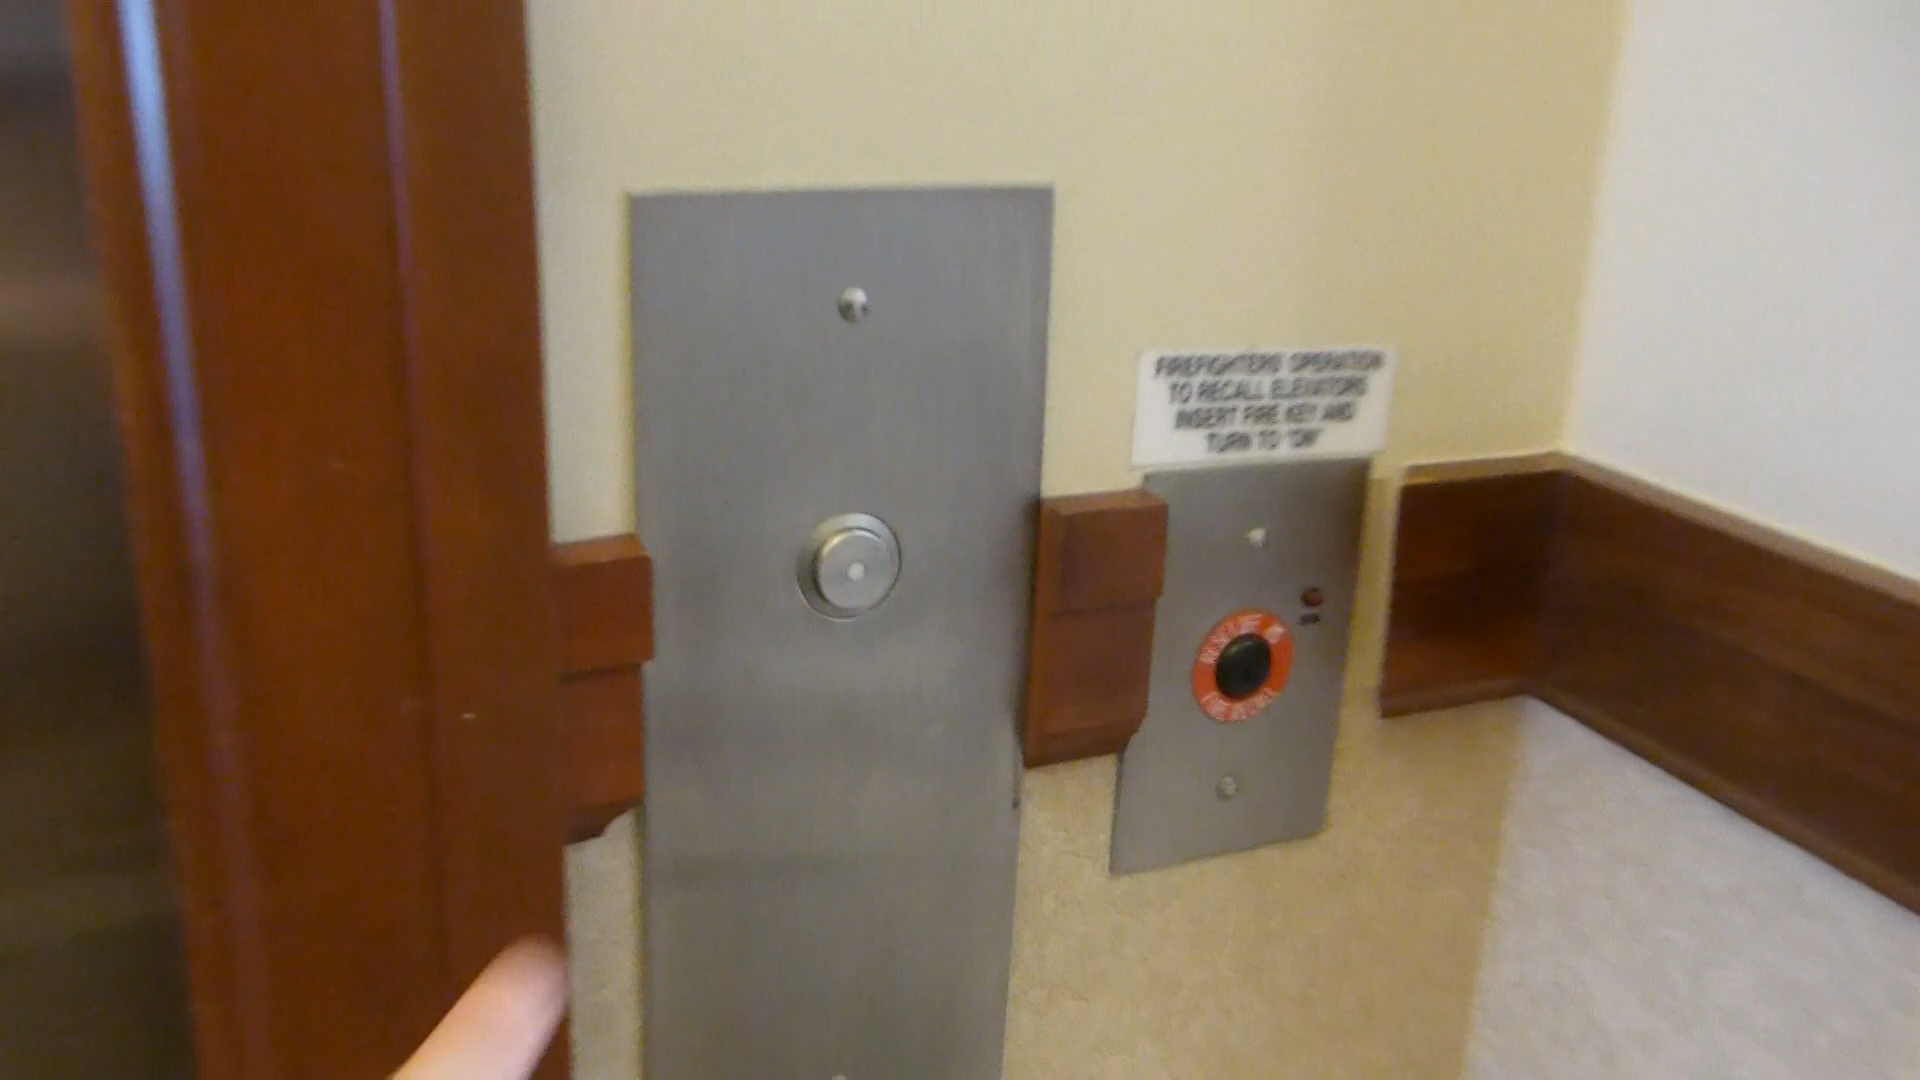 FIREFIGHTERS' OPERATION
TO RECALL ELEVATORS
INSERT FIRE KEY AND
TURN TO "ON"